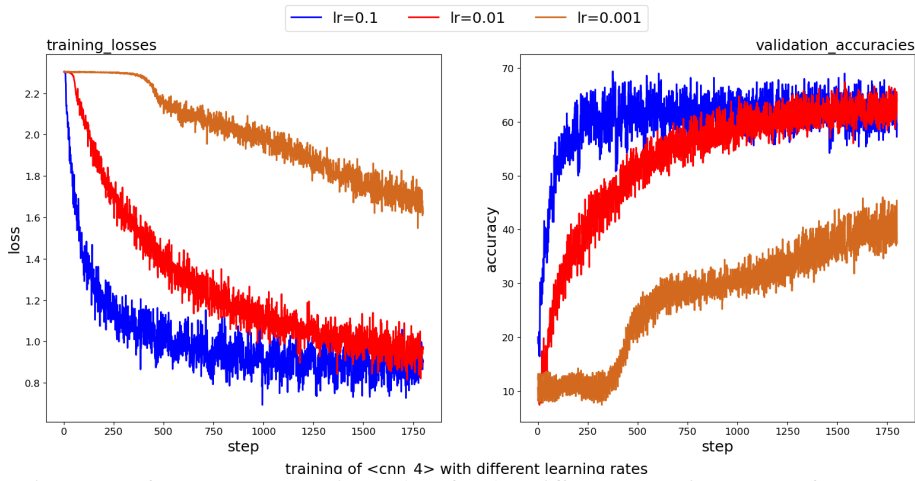 lr=0.1 lr=0.01 lr=0.001
training_losses
validation_accuracies
2.2
2.0
1.8
1.6
1.4
1.2
1.0
0.8
loss
0 250 500 750 1000 1250 1500 1750
step
70
60
50
40
30
20
10
accuracy
0 250 500 750 1000 1250 1500 1750
step
training of <cnn_4> with different learning rates